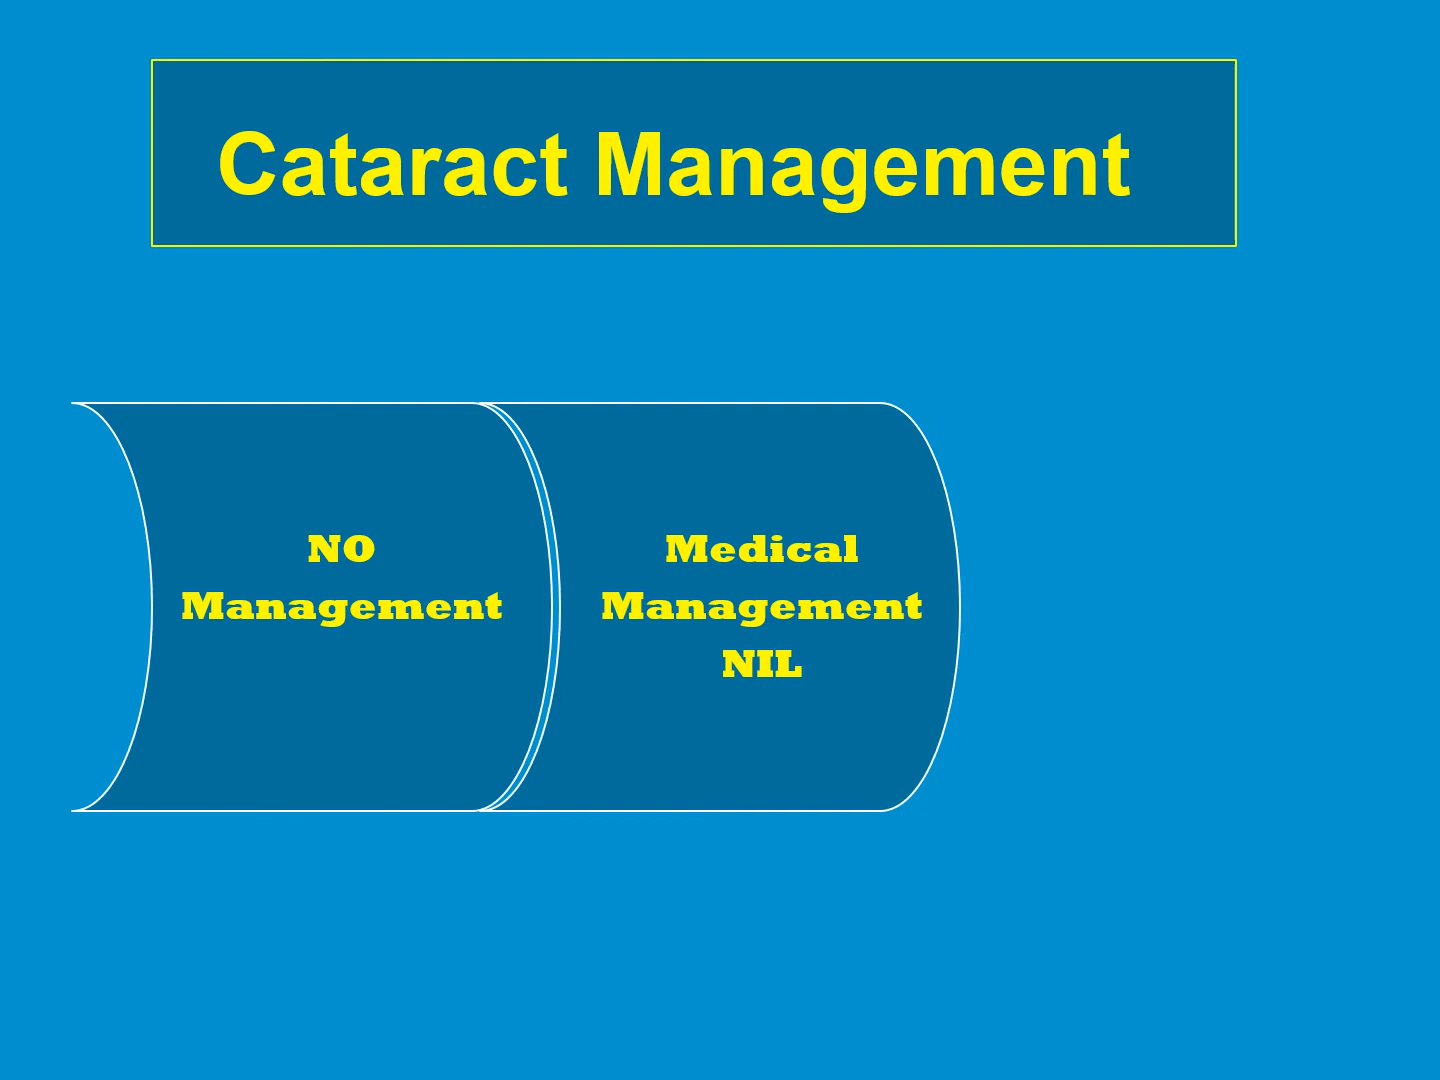 Cataract Management
NO
Management
Medical
Management
NIL